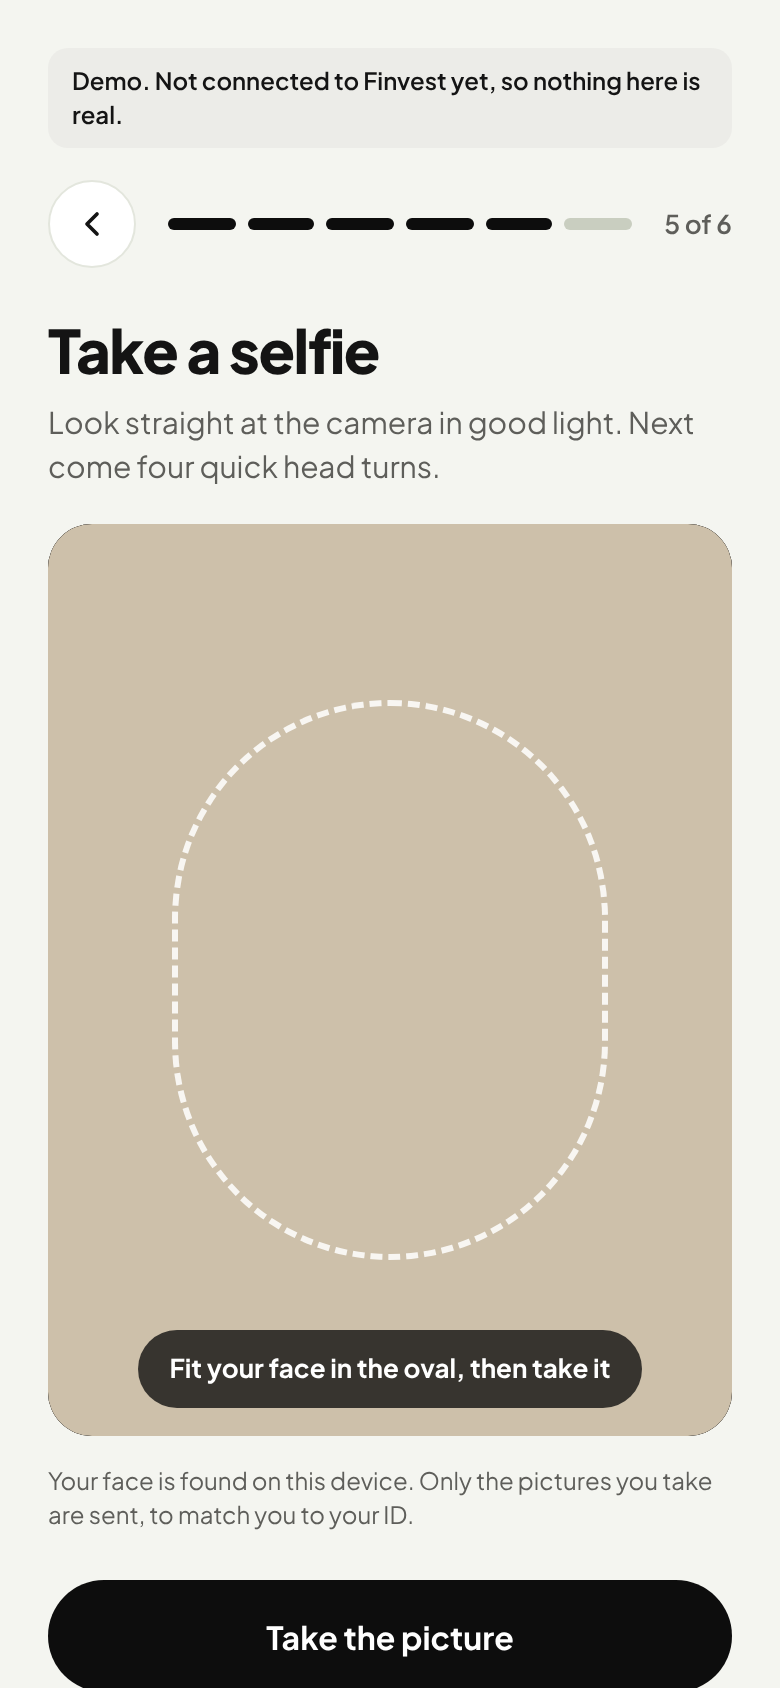 Demo. Not connected to Finvest yet, so nothing here is
real.
5 of 6
Take a selfie
Look straight at the camera in good light. Next
come four quick head turns.
Fit your face in the oval, then take it
Your face is found on this device. Only the pictures you take
are sent, to match you to your ID.
Take the picture